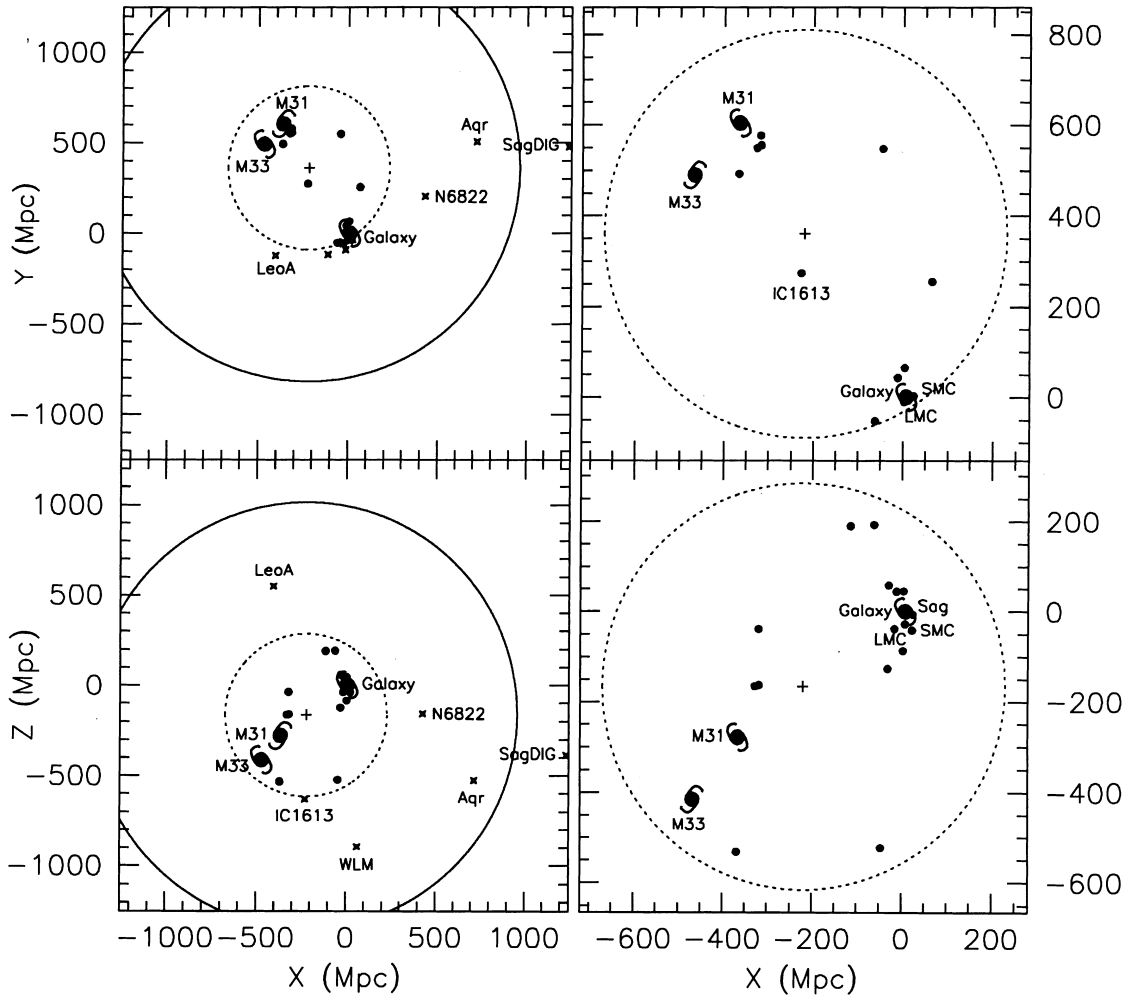 1000
500
0
−500
−1000
Y (Mpc)
M31
M33
Aqr
SagDIG
N6822
Galaxy
LeoA
800
600
400
200
0
M31
M33
IC1613
Galaxy
SMC
LMC
1000
500
0
−500
−1000
Z (Mpc)
LeoA
Galaxy
N6822
M31
M33
SagDIG
Aqr
IC1613
WLM
−1000
−500
0
500
1000
X (Mpc)
200
0
−200
−400
−600
Galaxy
Sag
LMC
SMC
M31
M33
−600
−400
−200
0
200
X (Mpc)